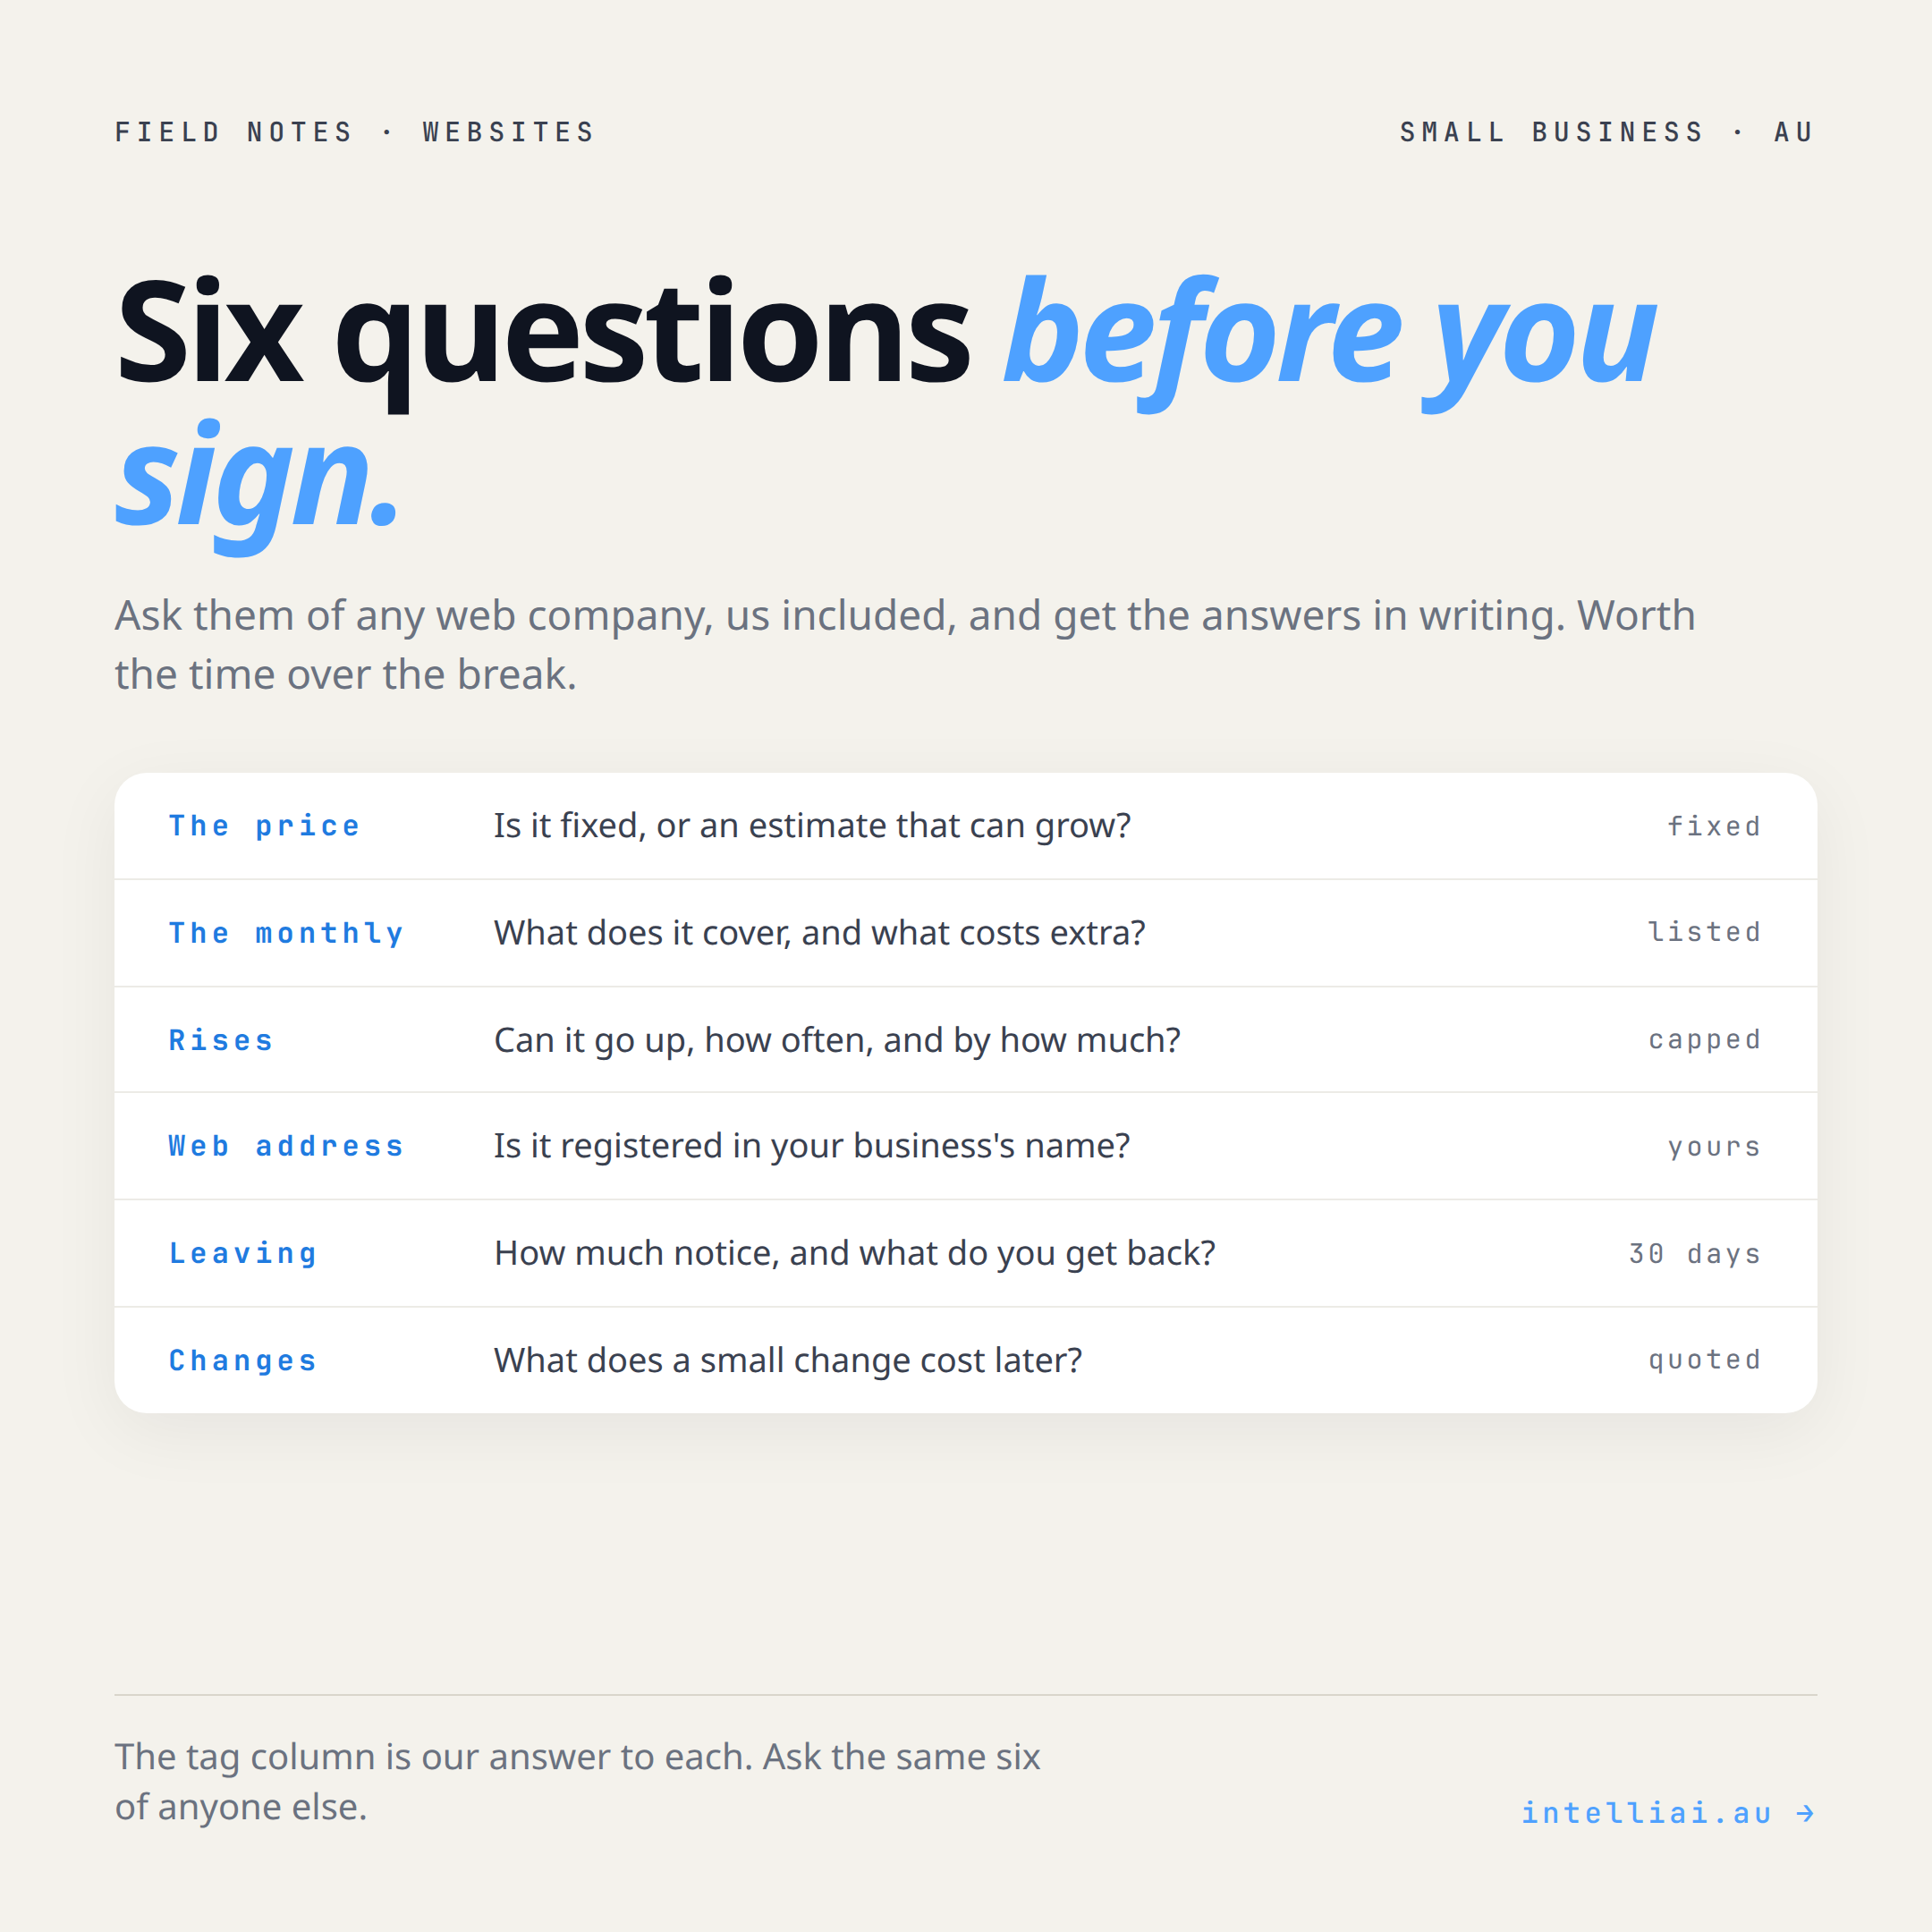 FIELD NOTES · WEBSITES
SMALL BUSINESS · AU
Six questions before you
sign.
Ask them of any web company, us included, and get the answers in writing. Worth
the time over the break.
The price Is it fixed, or an estimate that can grow? fixed
The monthly What does it cover, and what costs extra? listed
Rises Can it go up, how often, and by how much? capped
Web address Is it registered in your business's name? yours
Leaving How much notice, and what do you get back? 30 days
Changes What does a small change cost later? quoted
The tag column is our answer to each. Ask the same six
of anyone else.
intelliai.au →